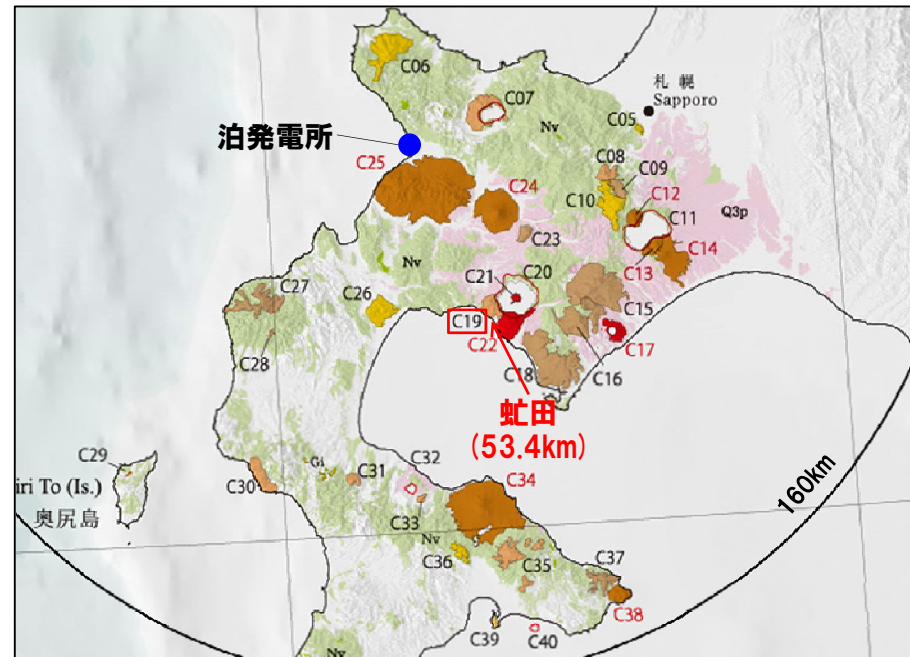 C06
C07
札 幌
Sapporo
C05
Nv
泊発電所
C25
C24
C08
C09
C10
C12
C11
Q3p
C23
C13
C14
Nv
C27
C26
C21
C20
C19
C22
C15
C17
C28
C18
C16
虻田
(53.4km)
C29
iri To (Is.)
奥尻島
C30
Gi
C31
C32
C34
160km
C33
Nv
C36
C35
C37
C38
C39
C40
Nv